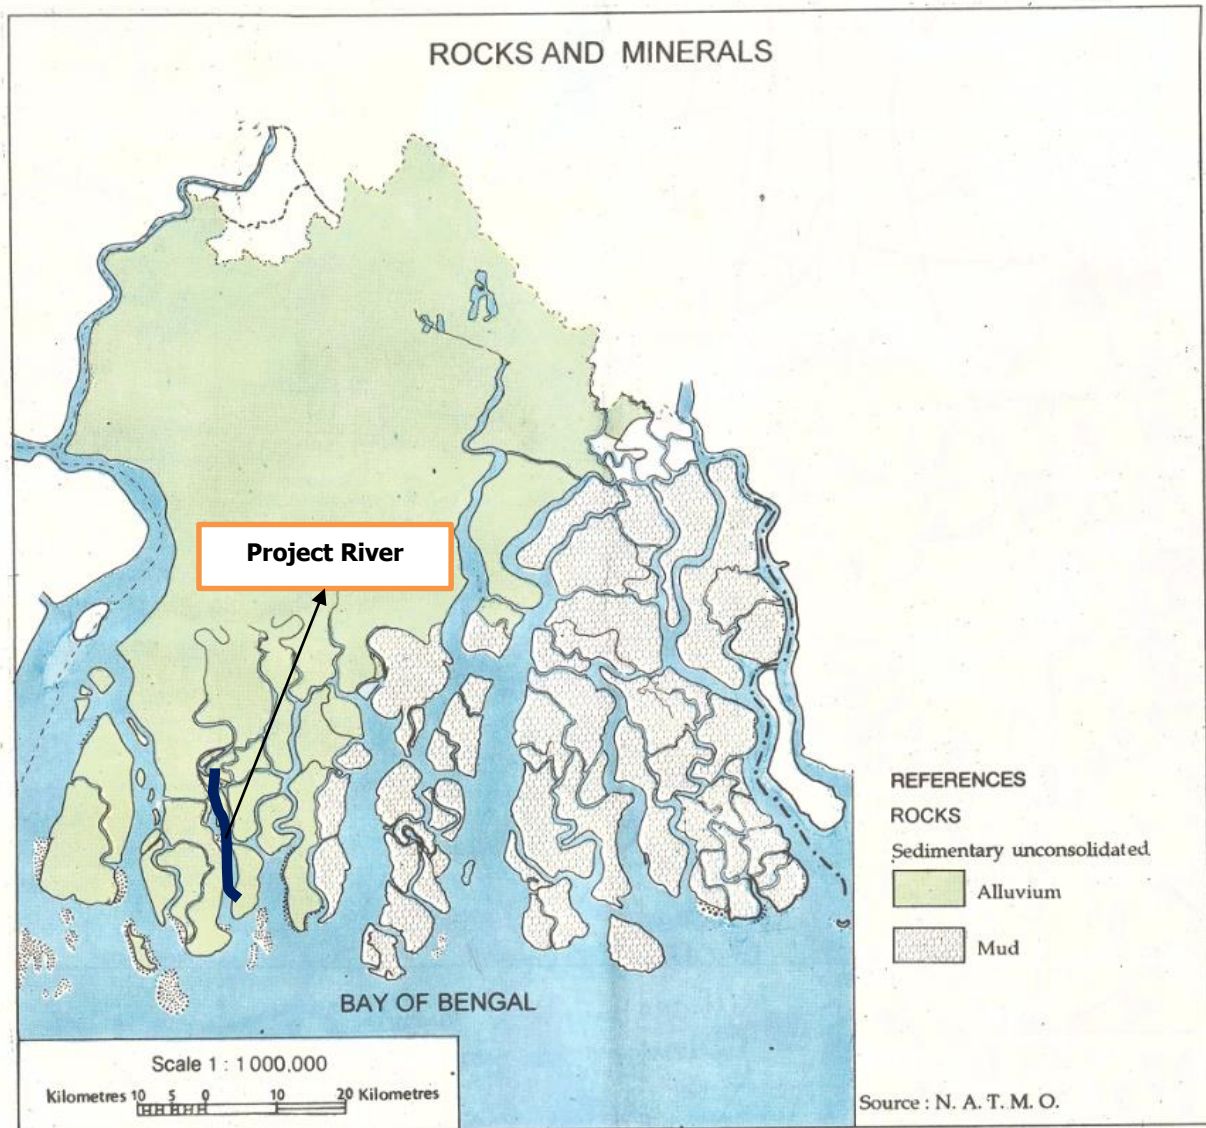 ROCKS AND MINERALS
Project River
REFERENCES
ROCKS
Sedimentary unconsolidated
Alluvium
Mud
BAY OF BENGAL
Scale 1 : 1 000,000
Kilometres 10 5 0 10 20 Kilometres
Source : N. A. T. M. O.